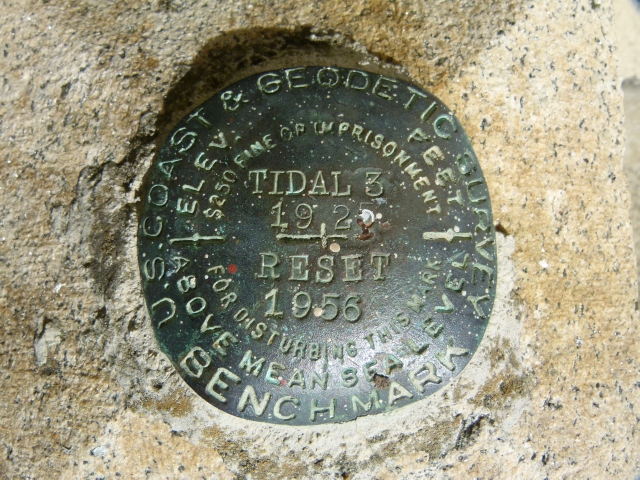 U.S. COAST & GEODETIC SURVEY
BENCH MARK
ELEV. FEET
ABOVE MEAN SEA LEVEL
$250 FINE OR IMPRISONMENT
FOR DISTURBING THIS MARK
TIDAL 3
RESET
1956